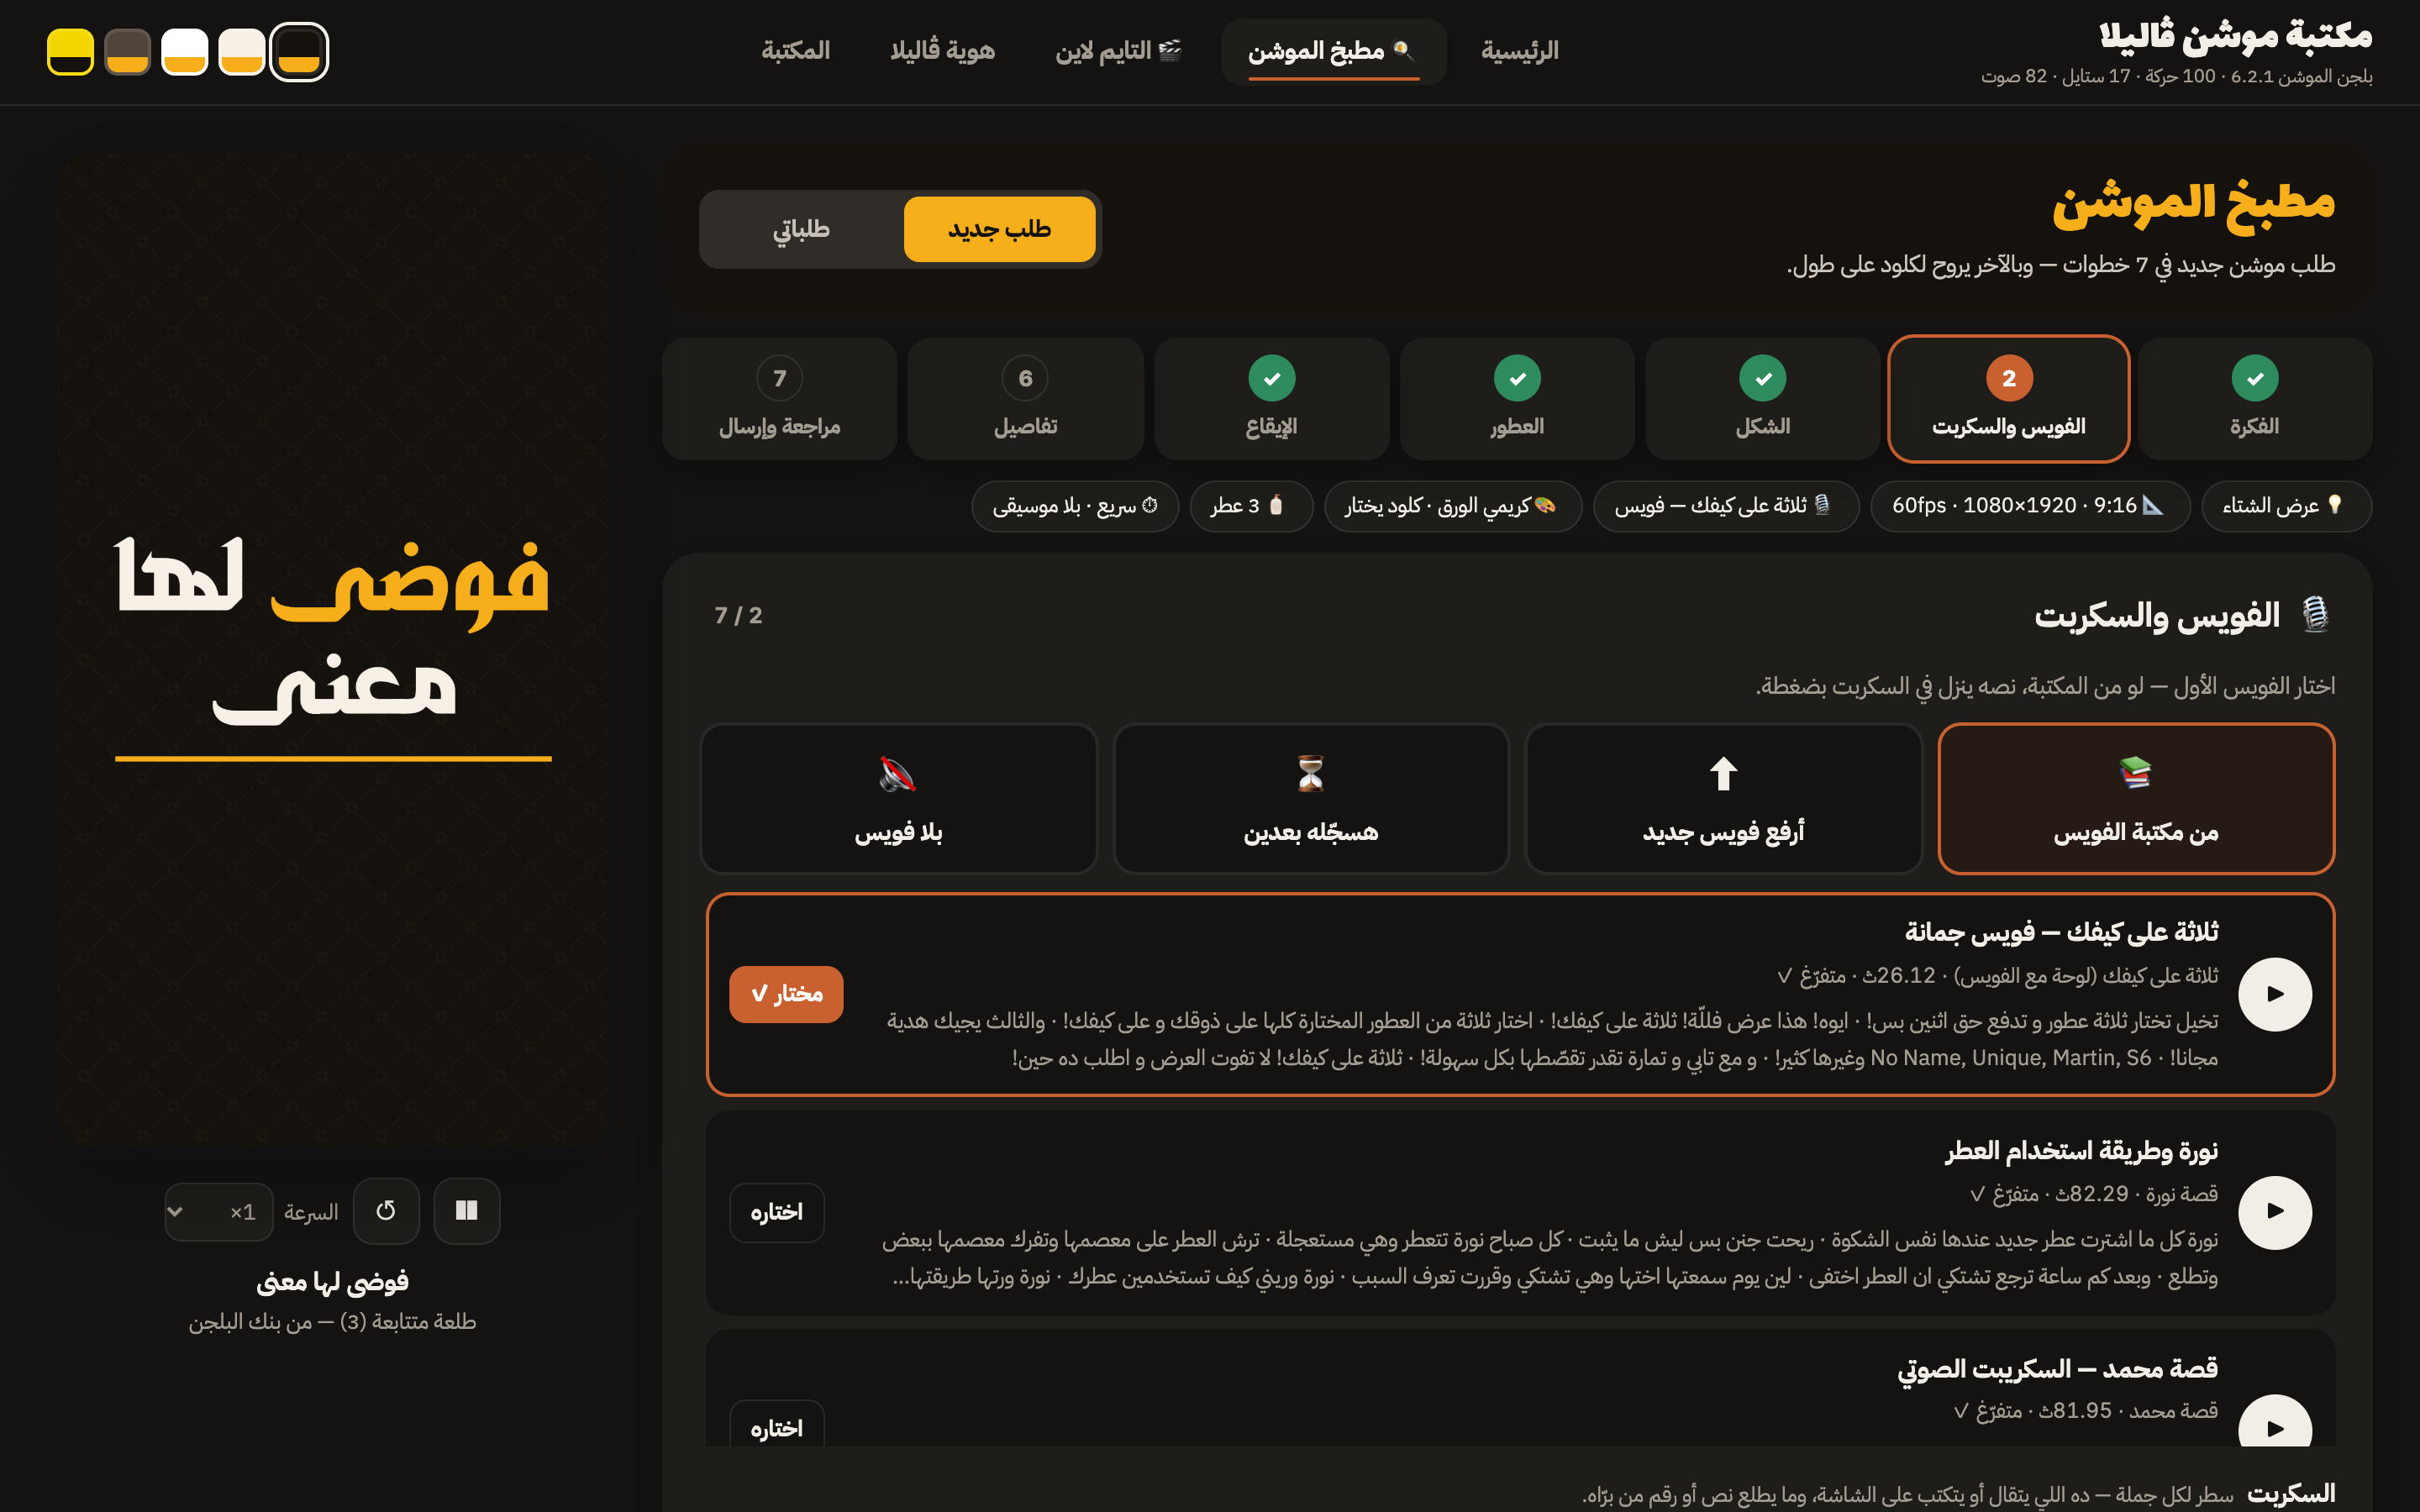 مكتبة موشن ڤاليلا
بلجن الموشن 6.2.1 · 100 حركة · 17 ستايل · 82 صوت
الرئيسية
مطبخ الموشن
التايم لاين
هوية ڤاليلا
المكتبة
مطبخ الموشن
طلب موشن جديد في 7 خطوات — وبالآخر يروح لكلود على طول.
طلب جديد
طلباتي
الفكرة
2
الفويس والسكربت
الشكل
العطور
الإيقاع
6
تفاصيل
7
مراجعة وإرسال
عرض الشتاء
9:16 · 1080×1920 · 60fps
ثلاثة على كيفك — فويس
كريمي الورق · كلود يختار
3 عطر
سريع · بلا موسيقى
الفويس والسكربت
7 / 2
اختار الفويس الأول — لو من المكتبة، نصه ينزل في السكربت بضغطة.
من مكتبة الفويس
أرفع فويس جديد
هسجّله بعدين
بلا فويس
ثلاثة على كيفك — فويس جمانة
ثلاثة على كيفك (لوحة مع الفويس) · 26.12ث · متفرّغ ✓
تخيل تختار ثلاثة عطور و تدفع حق اثنين بس! · ايوه! هذا عرض فللّة! ثلاثة على كيفك! · اختار ثلاثة من العطور المختارة كلها على ذوقك و على كيفك! · والثالث يجيك هدية
مجانا! · No Name, Unique, Martin, S6 وغيرها كثير! · و مع تابي و تمارة تقدر تقصّطها بكل سهولة! · ثلاثة على كيفك! لا تفوت العرض و اطلب ده حين!
مختار ✓
نورة وطريقة استخدام العطر
قصة نورة · 82.29ث · متفرّغ ✓
نورة كل ما اشترت عطر جديد عندها نفس الشكوة · ريحت جنن بس ليش ما يثبت · كل صباح نورة تتعطر وهي مستعجلة · ترش العطر على معصمها وتفرك معصمها ببعض
وتطلع · وبعد كم ساعة ترجع تشتكي ان العطر اختفى · لين يوم سمعتها اختها وهي تشتكي وقررت تعرف السبب · نورة وريني كيف تستخدمين عطرك · نورة ورتها طريقتها...
اختاره
قصة محمد — السكريبت الصوتي
قصة محمد · 81.95ث · متفرّغ ✓
اختاره
السكربت سطر لكل جملة — ده اللي يتقال أو يتكتب على الشاشة، وما يطلع نص أو رقم من برّاه.
فوضى لها
معنى
السرعة
1×
فوضى لها معنى
طلعة متتابعة (3) — من بنك البلجن